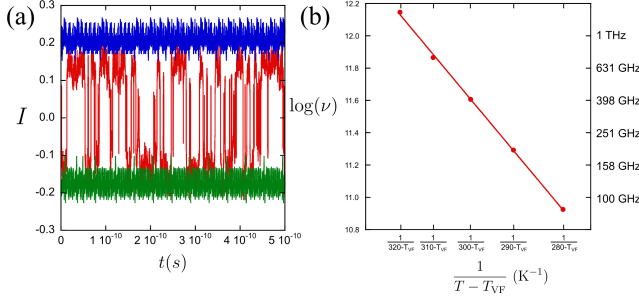 (a)
0.3
0.2
0.1
0.0
-0.1
-0.2
-0.3
I
0
1 10⁻¹⁰
2 10⁻¹⁰
3 10⁻¹⁰
4 10⁻¹⁰
5 10⁻¹⁰
t(s)
(b)
12.2
12.0
11.8
11.6
11.4
11.2
11.0
10.8
log(ν)
1 THz
631 GHz
398 GHz
251 GHz
158 GHz
100 GHz
1/(320-T_VF)
1/(310-T_VF)
1/(300-T_VF)
1/(290-T_VF)
1/(280-T_VF)
1/(T − T_VF) (K⁻¹)